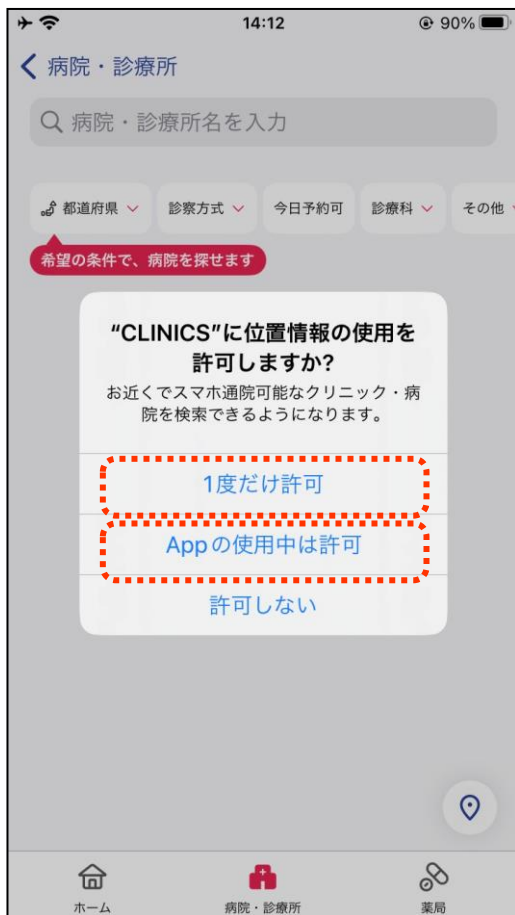 14:12
90%
病院・診療所
病院・診療所名を入力
都道府県
診察方式
今日予約可
診療科
その他
希望の条件で、病院を探せます
“CLINICS”に位置情報の使用を
許可しますか?
お近くでスマホ通院可能なクリニック・病
院を検索できるようになります。
1度だけ許可
Appの使用中は許可
許可しない
ホーム
病院・診療所
薬局